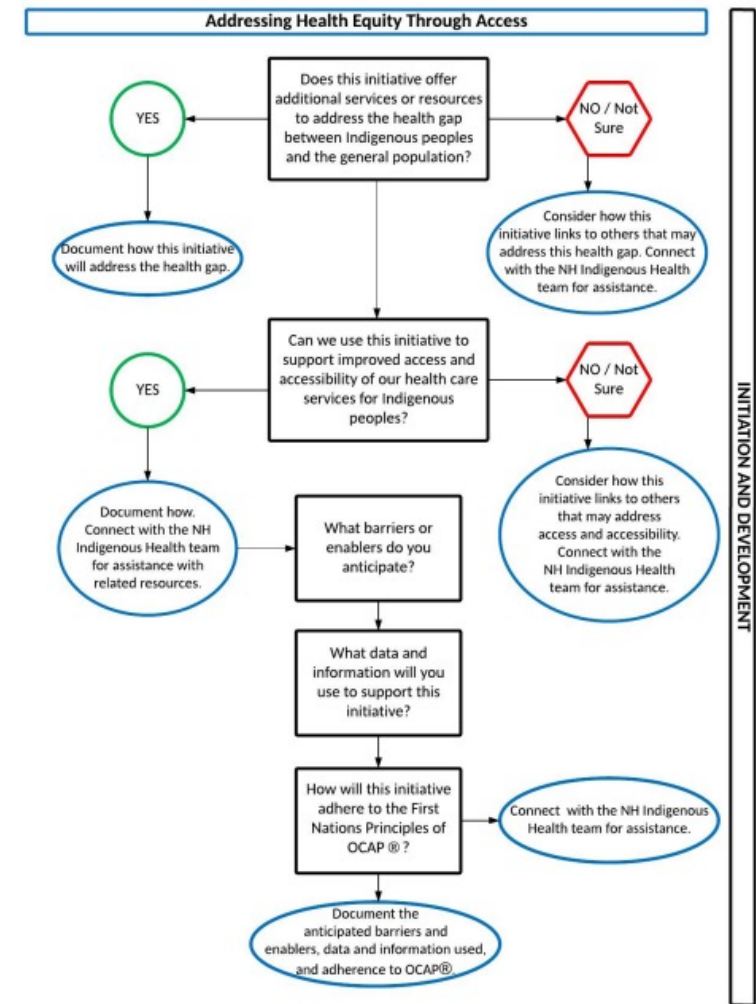 Addressing Health Equity Through Access
Does this initiative offer
additional services or resources
to address the health gap
between Indigenous peoples
and the general population?
YES
NO / Not
Sure
Document how this initiative
will address the health gap.
Consider how this
initiative links to others that may
address this health gap. Connect
with the NH Indigenous Health
team for assistance.
Can we use this initiative to
support improved access and
accessibility of our health care
services for Indigenous
peoples?
YES
NO / Not
Sure
Document how.
Connect with the NH
Indigenous Health team
for assistance with
related resources.
Consider how this
initiative links to others
that may address
access and accessibility.
Connect with the
NH Indigenous Health
team for assistance.
What barriers or
enablers do you
anticipate?
What data and
information will you
use to support this
initiative?
How will this initiative
adhere to the First
Nations Principles of
OCAP ® ?
Connect with the NH Indigenous
Health team for assistance.
Document the
anticipated barriers and
enablers, data and information used,
and adherence to OCAP®.
INITIATION AND DEVELOPMENT